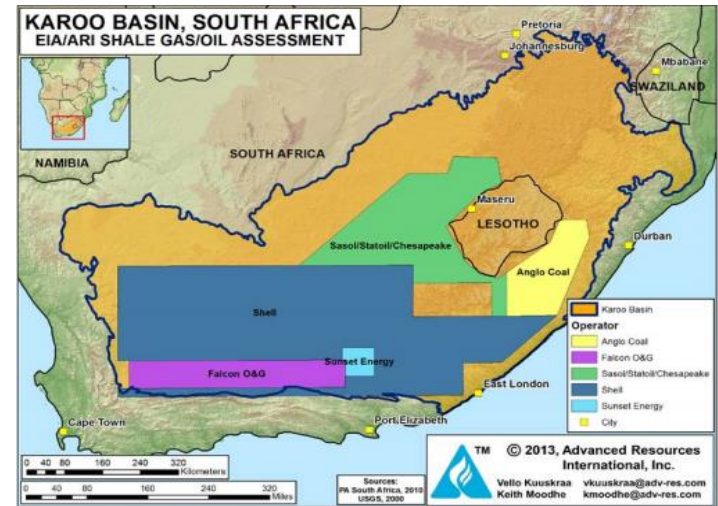 KAROO BASIN, SOUTH AFRICA
EIA/ARI SHALE GAS/OIL ASSESSMENT
Pretoria
Johannesburg
Mbabane
SWAZILAND
NAMIBIA
SOUTH AFRICA
Maseru
LESOTHO
Durban
Sasol/Statoil/Chesapeake
Anglo Coal
Shell
Sunset Energy
Falcon O&G
East London
Port Elizabeth
Cape Town
Karoo Basin
Operator
Anglo Coal
Falcon O&G
Sasol/Statoil/Chesapeake
Shell
Sunset Energy
City
0 40 80 160 240 320
Kilometers
0 40 80 160 240 320
Miles
Sources:
PA South Africa, 2010
USGS, 2000
TM
© 2013, Advanced Resources
International, Inc.
Vello Kuuskraa vkuuskraa@adv-res.com
Keith Moodhe kmoodhe@adv-res.com